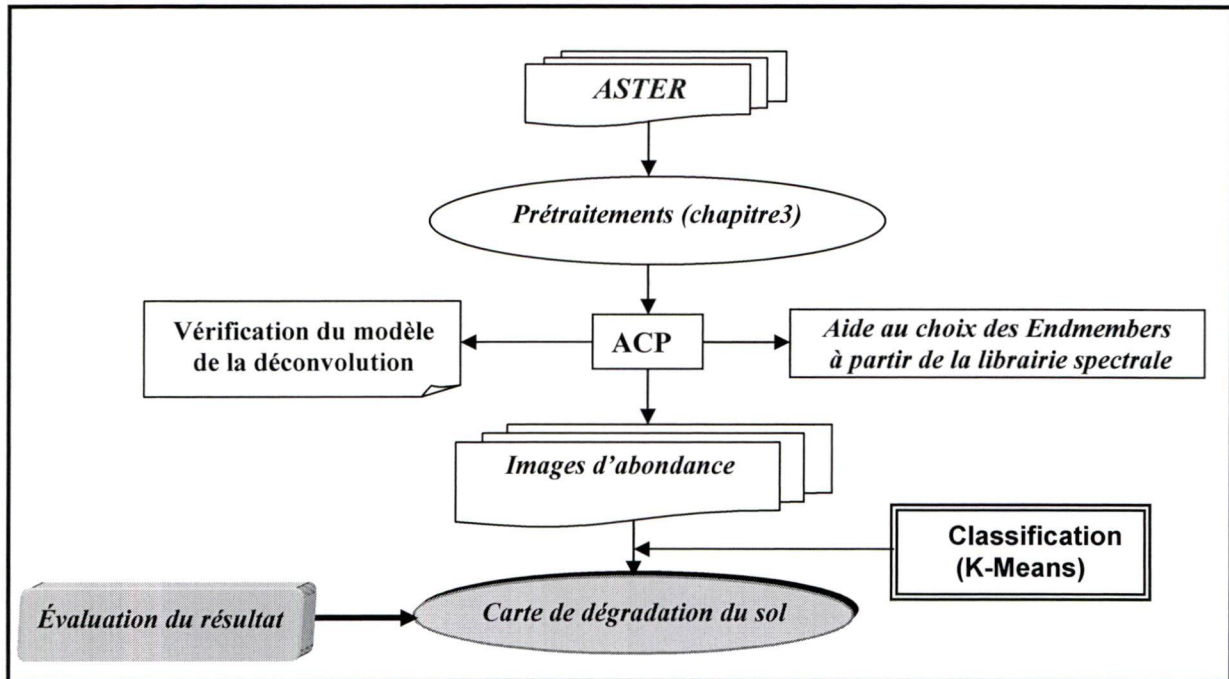 ASTER
Prétraitements (chapitre3)
Vérification du modèle
de la déconvolution
ACP
Aide au choix des Endmembers
à partir de la librairie spectrale
Images d’abondance
Classification
(K-Means)
Évaluation du résultat
Carte de dégradation du sol